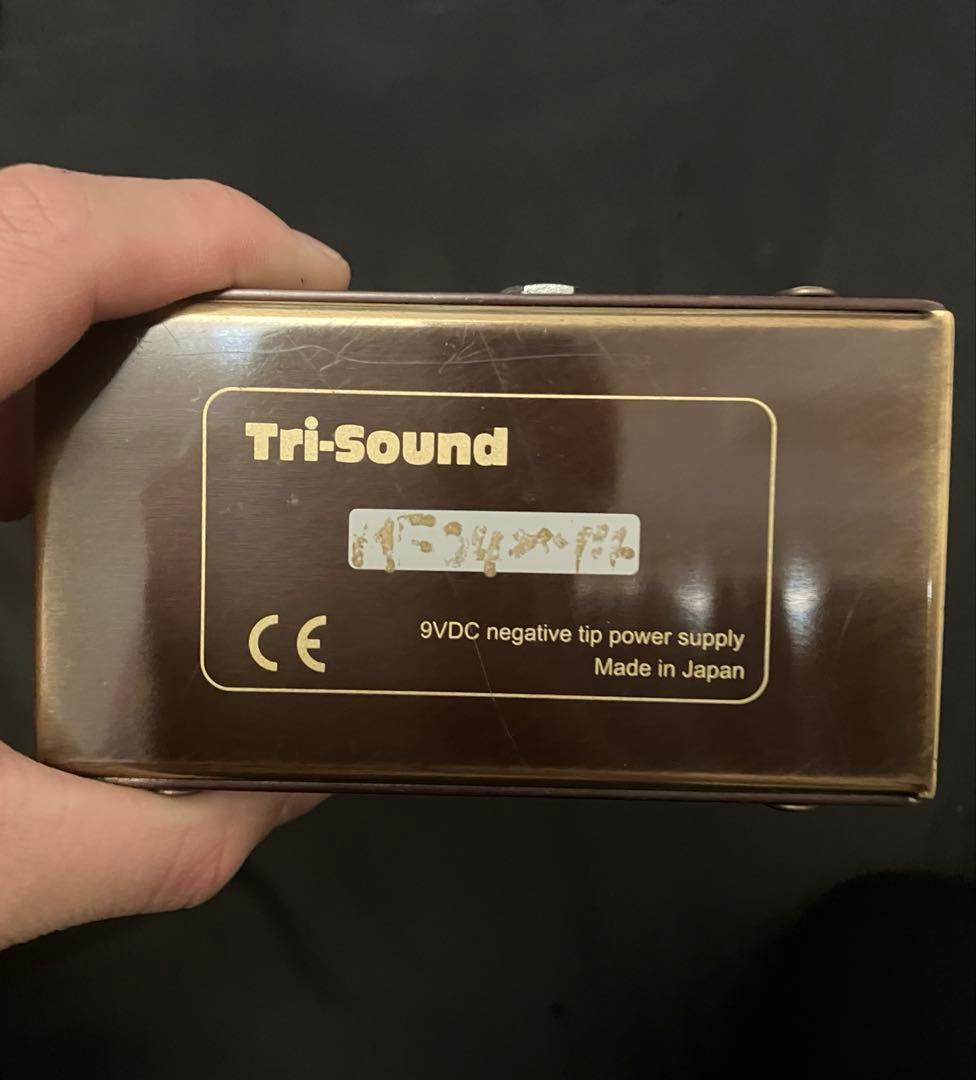 Tri-Sound
CE
9VDC negative tip power supply
Made in Japan